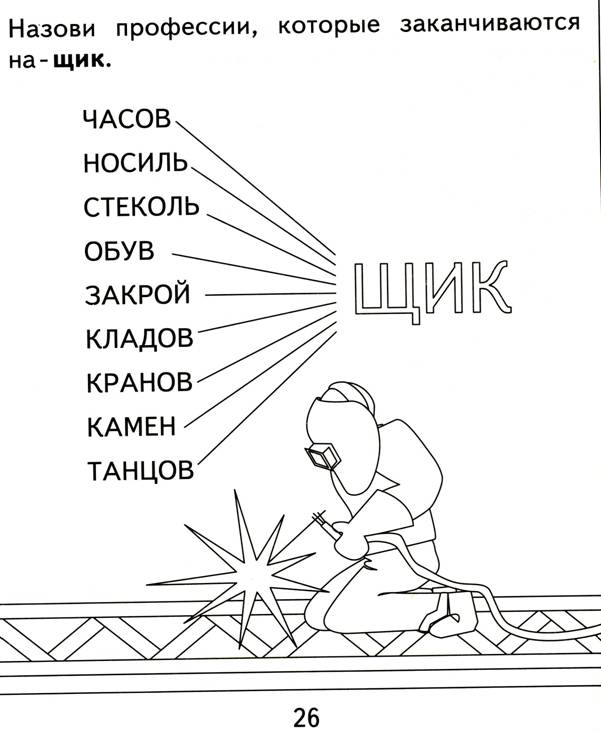 Назови профессии, которые заканчиваются
на-щик.
ЧАСОВ
НОСИЛЬ
СТЕКОЛЬ
ОБУВ
ЗАКРОЙ
КЛАДОВ
КРАНОВ
КАМЕН
ТАНЦОВ
ЩИК
26